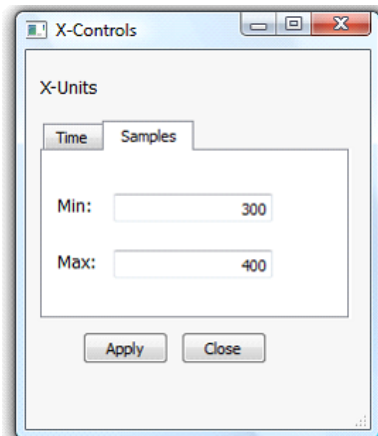 X-Controls
X-Units
Time Samples
Min: 300
Max: 400
Apply Close